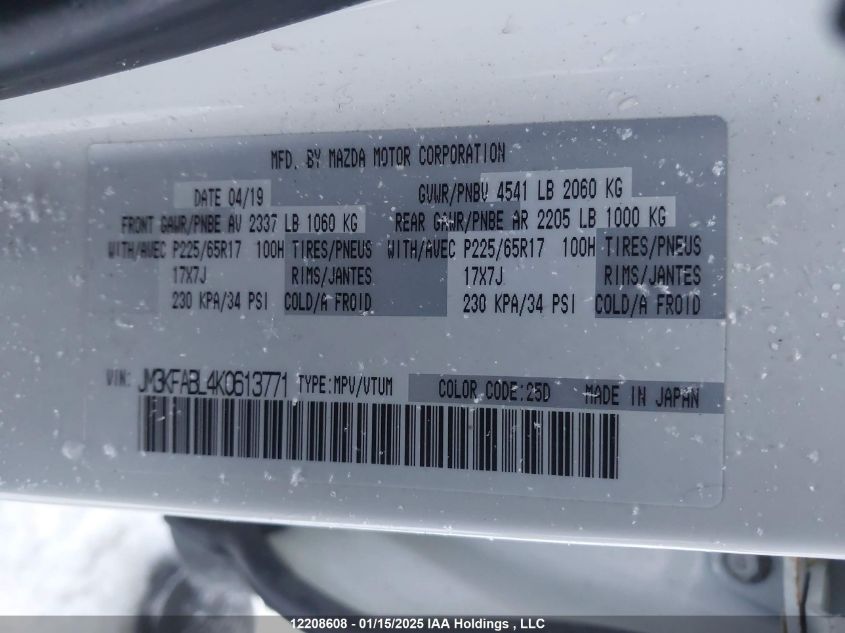 MFD. BY MAZDA MOTOR CORPORATION
DATE 04/19 GVWR/PNBV 4541 LB 2060 KG
FRONT GAWR/PNBE AV 2337 LB 1060 KG REAR GAWR/PNBE AR 2205 LB 1000 KG
WITH/AVEC P225/65R17 100H TIRES/PNEUS WITH/AVEC P225/65R17 100H TIRES/PNEUS
17X7J RIMS/JANTES 17X7J RIMS/JANTES
230 KPA/34 PSI COLD/A FROID 230 KPA/34 PSI COLD/A FROID
VIN: JM3KFABL4K0613771 TYPE:MPV/VTUM COLOR CODE:25D MADE IN JAPAN
12208608 - 01/15/2025 IAA Holdings , LLC